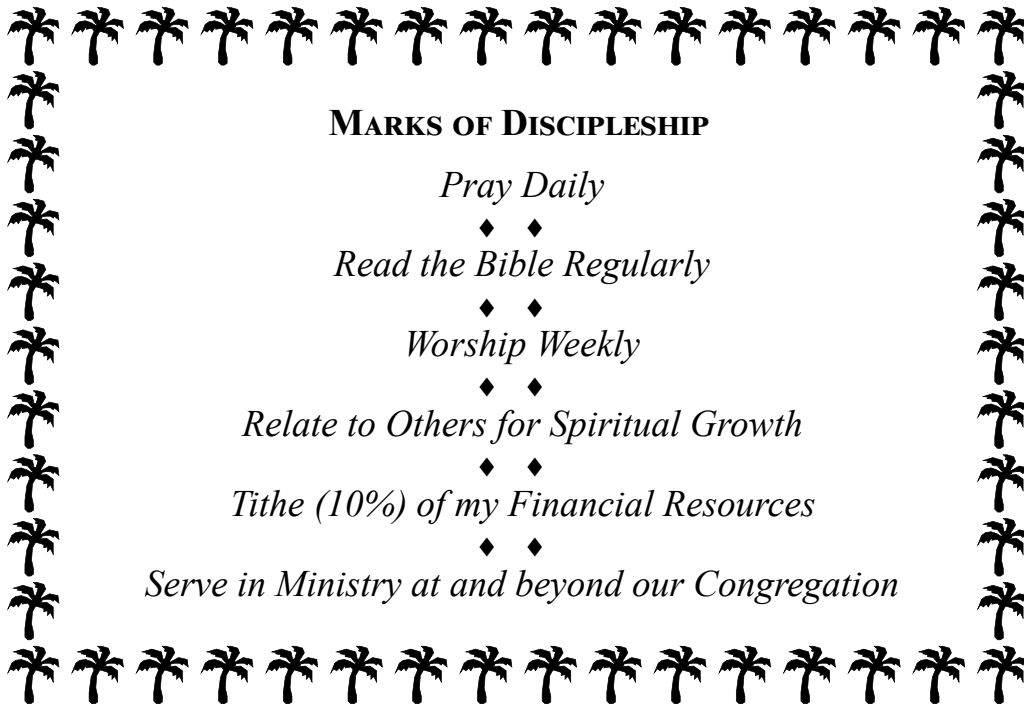 Marks of Discipleship
Pray Daily
♦ ♦
Read the Bible Regularly
♦ ♦
Worship Weekly
♦ ♦
Relate to Others for Spiritual Growth
♦ ♦
Tithe (10%) of my Financial Resources
♦ ♦
Serve in Ministry at and beyond our Congregation